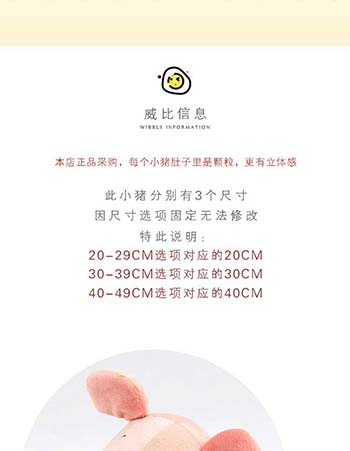 威比信息
WIBBLY INFORMATION
本店正品采购，每个小猪肚子里是颗粒，更有立体感
此小猪分别有3个尺寸
因尺寸选项固定无法修改
特此说明：
20-29CM选项对应的20CM
30-39CM选项对应的30CM
40-49CM选项对应的40CM